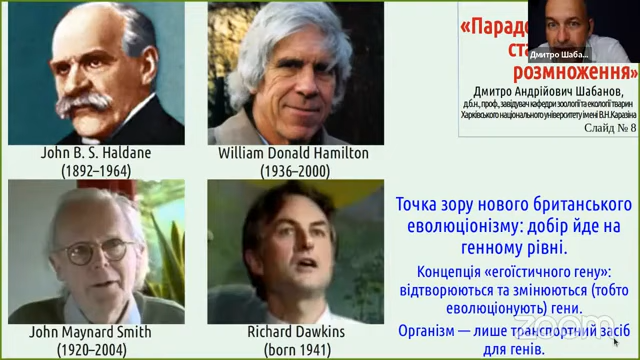 John B. S. Haldane
(1892–1964)
William Donald Hamilton
(1936–2000)
John Maynard Smith
(1920–2004)
Richard Dawkins
(born 1941)
Дмитро Шаба...
розмноження»
Дмитро Андрійович Шабанов,
д.б.н., проф., завідувач кафедри зоології та екології тварин
Харківського національного університету імені В.Н.Каразіна
Слайд № 8
Точка зору нового британського
еволюціонізму: добір йде на
генному рівні.
Концепція «егоїстичного гену»:
відтворюються та змінюються (тобто
еволюціонують) гени.
Організм — лише транспортний засіб
для генів.
zoom